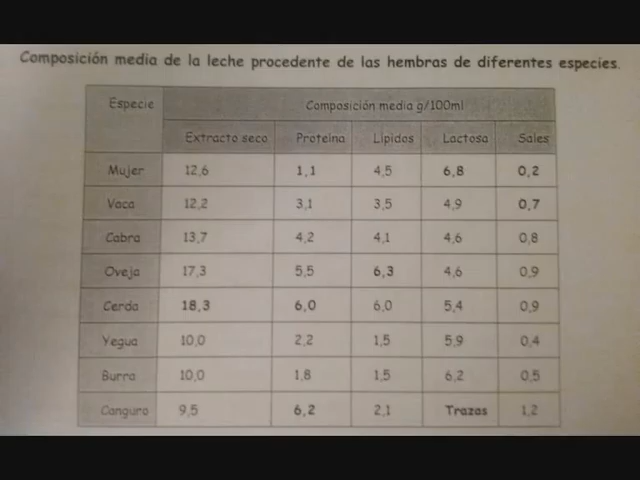 Composición media de la leche procedente de las hembras de diferentes especies.
Especie Composición media g/100ml
Extracto seco Proteína Lípidos Lactosa Sales
Mujer 12,6 1,1 4,5 6,8 0,2
Vaca 12,2 3,1 3,5 4,9 0,7
Cabra 13,7 4,2 4,1 4,6 0,8
Oveja 17,3 5,5 6,3 4,6 0,9
Cerda 18,3 6,0 6,0 5,4 0,9
Yegua 10,0 2,2 1,5 5,9 0,4
Burra 10,0 1,8 1,5 6,2 0,5
Canguro 9,5 6,2 2,1 Trazas 1,2